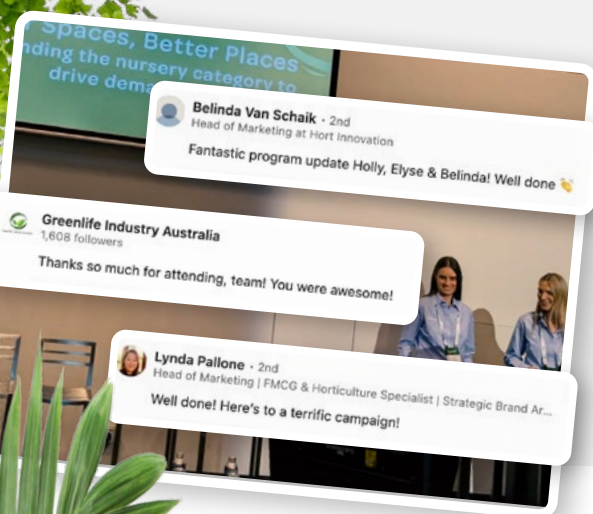 Spaces, Better Places
nding the nursery category to
drive dema
Belinda Van Schaik · 2nd
Head of Marketing at Hort Innovation
Fantastic program update Holly, Elyse & Belinda! Well done 👏
Greenlife Industry Australia
1,608 followers
Thanks so much for attending, team! You were awesome!
Lynda Pallone · 2nd
Head of Marketing | FMCG & Horticulture Specialist | Strategic Brand Ar...
Well done! Here's to a terrific campaign!